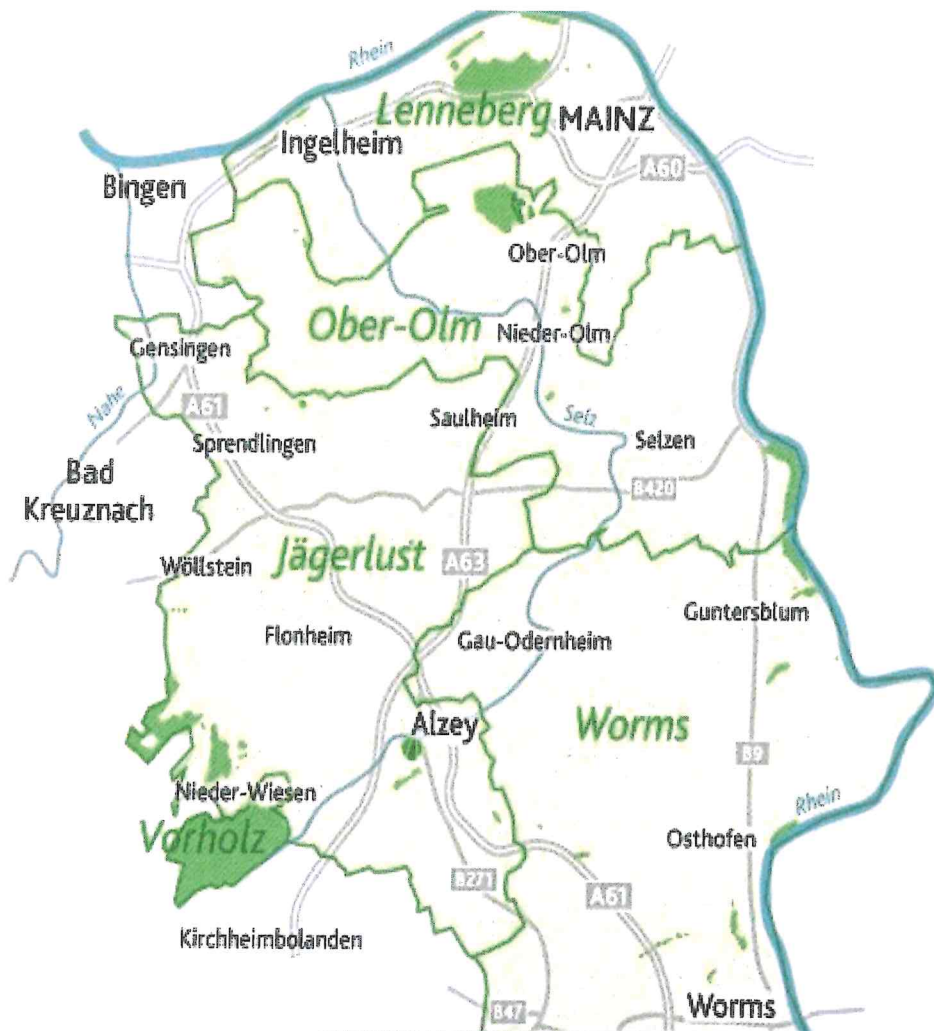 Rhein
Lenneberg
MAINZ
Ingelheim
A60
Bingen
Ober-Olm
Ober-Olm
Nieder-Olm
Gensingen
Nahe
A61
Saulheim
Selz
Selzen
Sprendlingen
Bad
Kreuznach
B420
Jägerlust
A63
Wöllstein
Guntersblum
Flonheim
Gau-Odernheim
Alzey
Worms
B9
Nieder-Wiesen
Rhein
Vorholz
Osthofen
B271
A61
Kirchheimbolanden
B47
Worms